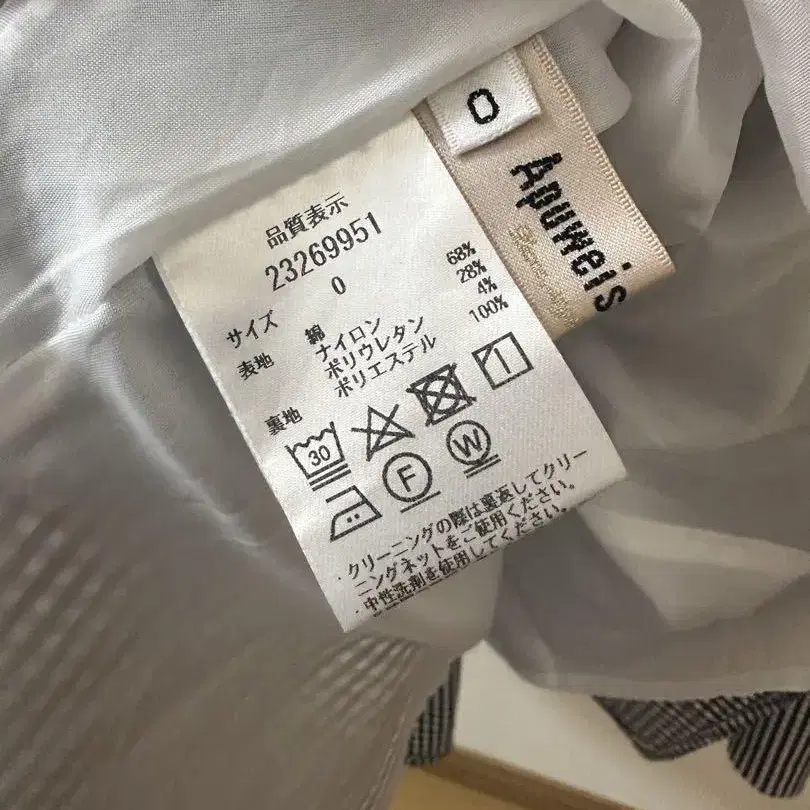 0
Apuweis
品質表示
23269951
サイズ 0
表地 綿 68%
ナイロン 28%
ポリウレタン 4%
裏地 ポリエステル 100%
30
F
W
・クリーニングの際は裏返してクリー
ニングネットをご使用ください。
・中性洗剤を使用してください。